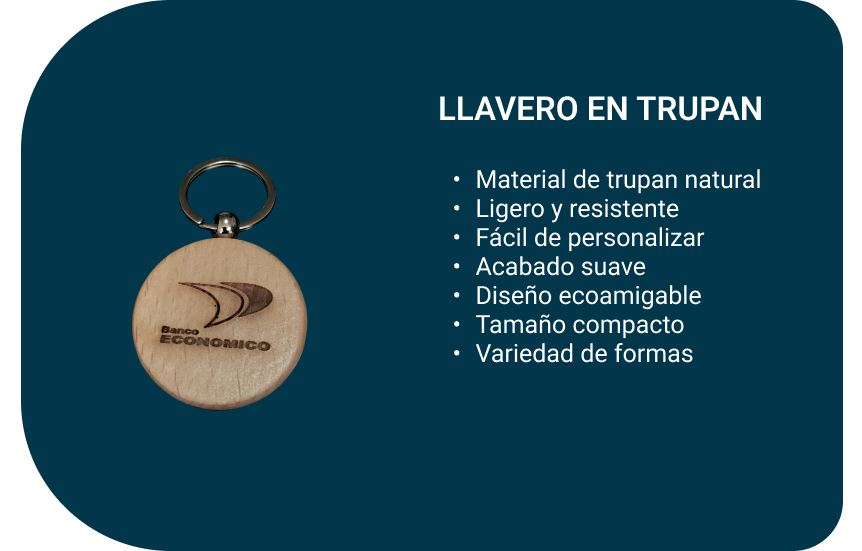 LLAVERO EN TRUPAN
• Material de trupan natural
• Ligero y resistente
• Fácil de personalizar
• Acabado suave
• Diseño ecoamigable
• Tamaño compacto
• Variedad de formas
Banco
ECONOMICO